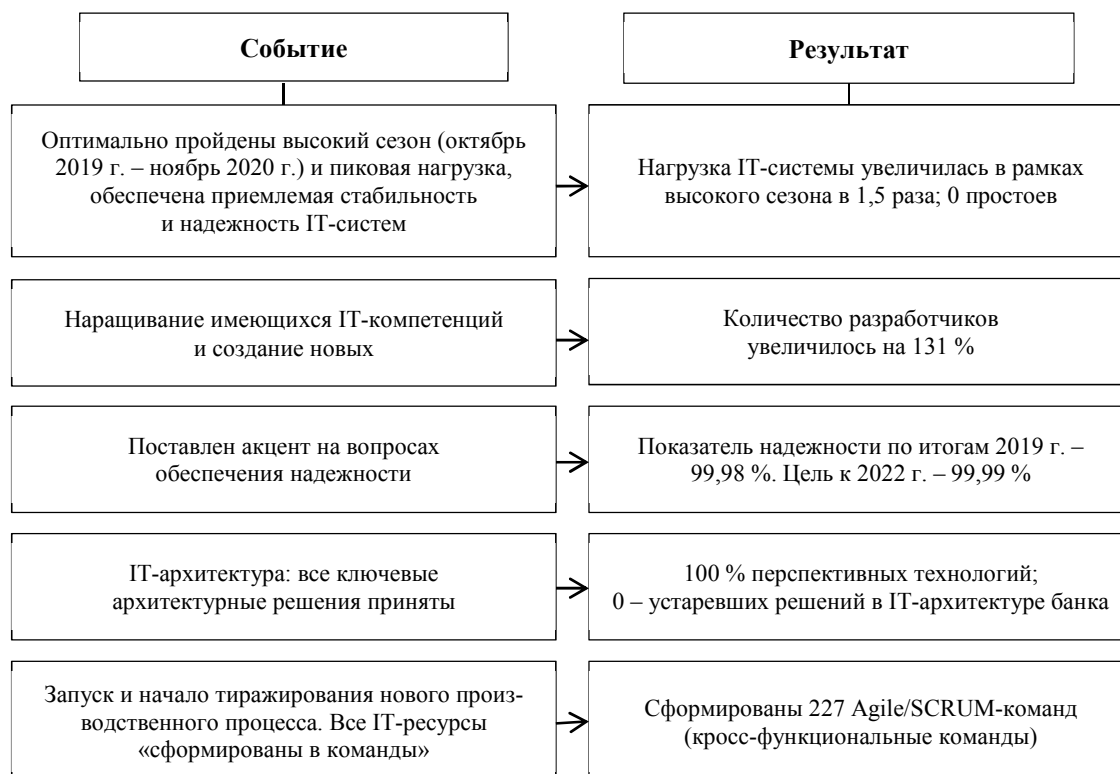 Событие
Результат
Оптимально пройдены высокий сезон (октябрь
2019 г. – ноябрь 2020 г.) и пиковая нагрузка,
обеспечена приемлемая стабильность
и надежность IT-систем
Нагрузка IT-системы увеличилась в рамках
высокого сезона в 1,5 раза; 0 простоев
Наращивание имеющихся IT-компетенций
и создание новых
Количество разработчиков
увеличилось на 131 %
Поставлен акцент на вопросах
обеспечения надежности
Показатель надежности по итогам 2019 г. –
99,98 %. Цель к 2022 г. – 99,99 %
IT-архитектура: все ключевые
архитектурные решения приняты
100 % перспективных технологий;
0 – устаревших решений в IT-архитектуре банка
Запуск и начало тиражирования нового произ-
водственного процесса. Все IT-ресурсы
«сформированы в команды»
Сформированы 227 Agile/SCRUM-команд
(кросс-функциональные команды)